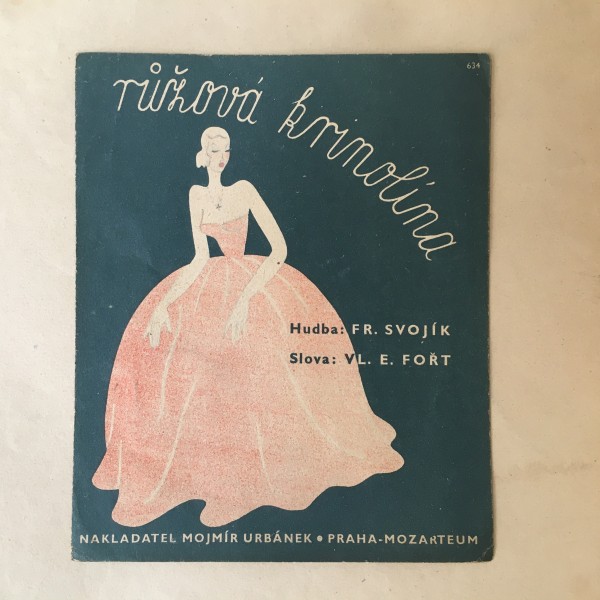 634
růžová krinolína
Hudba: FR. SVOJÍK
Slova: VL. E. FOŘT
NAKLADATEL MOJMÍR URBÁNEK • PRAHA-MOZARTEUM